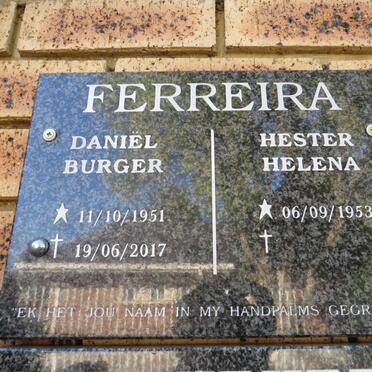 FERREIRA
DANIËL
BURGER
11/10/1951
19/06/2017
HESTER
HELENA
06/09/1953
"EK HET JOU NAAM IN MY HANDPALMS